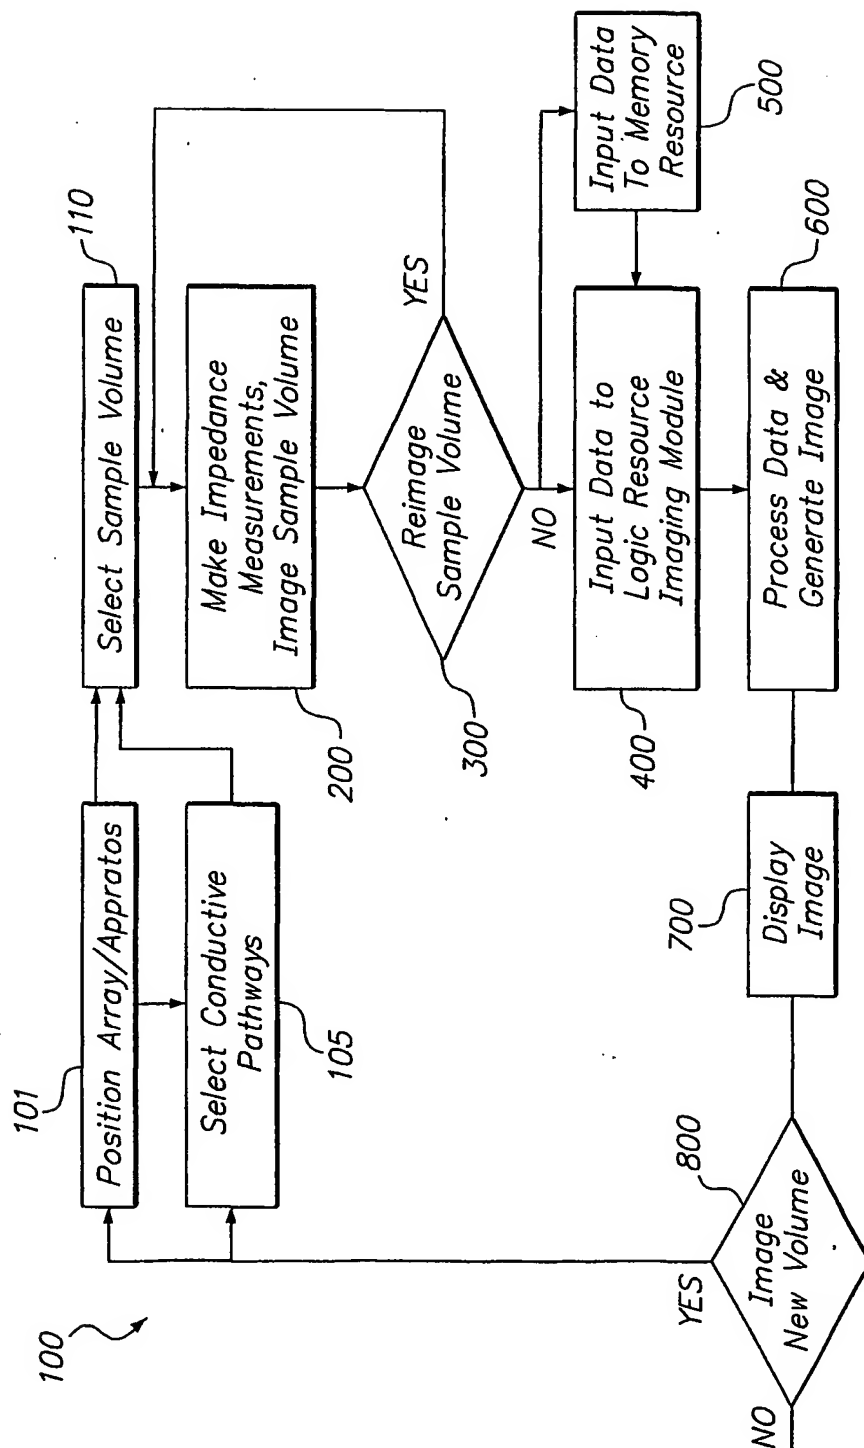 100
101
Position Array/Appratos
Select Conductive
Pathways
105
110
Select Sample Volume
Make Impedance
Measurements,
Image Sample Volume
200
Reimage
Sample Volume
300
YES
NO
Input Data to
Logic Resource
Imaging Module
400
Input Data
To Memory
Resource
500
Process Data &
Generate Image
600
Display
Image
700
Image
New Volume
800
YES
NO